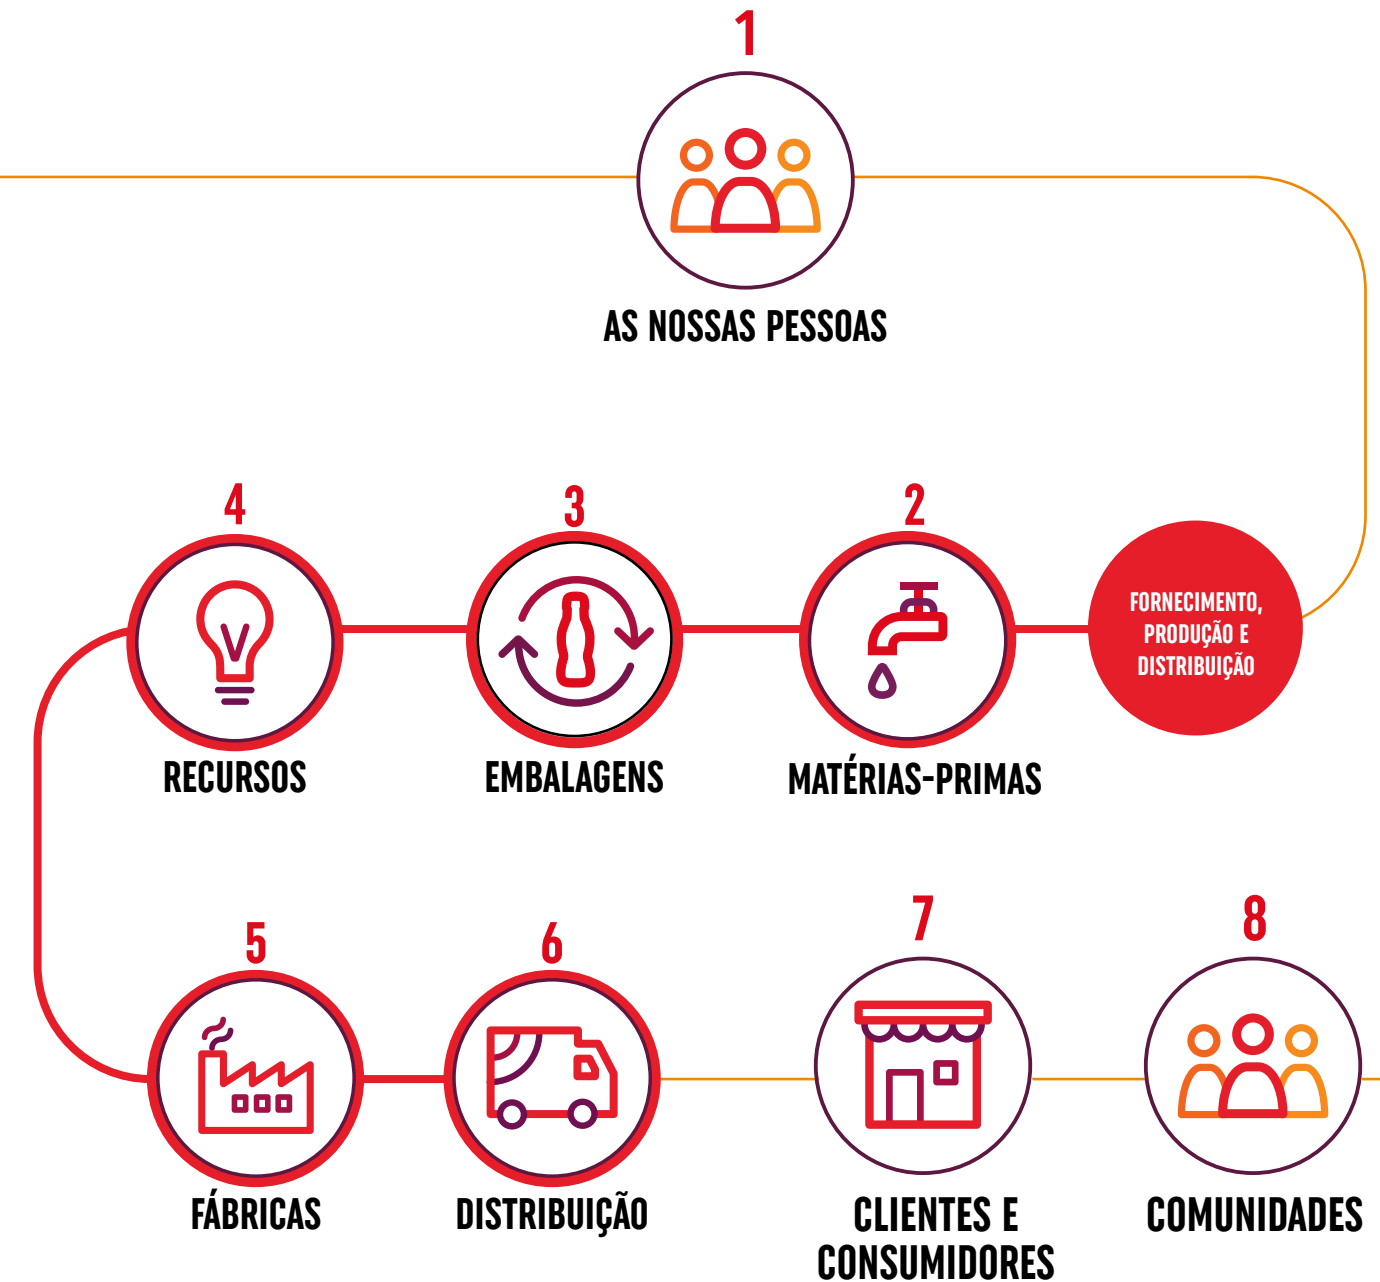 1
AS NOSSAS PESSOAS
4
3
2
FORNECIMENTO,
PRODUÇÃO E
DISTRIBUIÇÃO
RECURSOS
EMBALAGENS
MATÉRIAS-PRIMAS
5
6
7
8
FÁBRICAS
DISTRIBUIÇÃO
CLIENTES E
CONSUMIDORES
COMUNIDADES